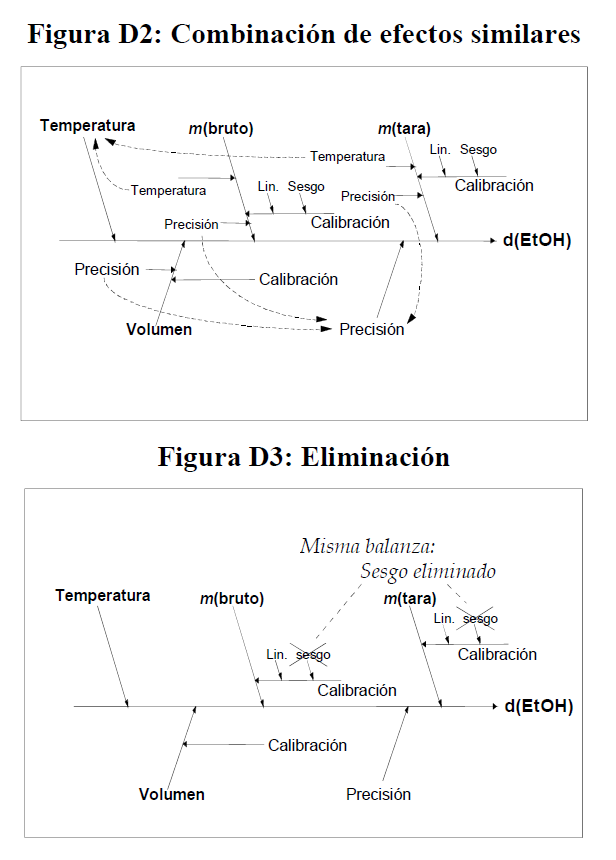 Figura D2: Combinación de efectos similares
Temperatura
m(bruto)
m(tara)
Lin. Sesgo
Temperatura
Calibración
Temperatura
Lin. Sesgo
Precisión
Precisión
Calibración
d(EtOH)
Precisión
Calibración
Volumen
Precisión
Figura D3: Eliminación
Misma balanza:
Sesgo eliminado
Temperatura
m(bruto)
m(tara)
Lin. sesgo
Lin. sesgo
Calibración
Calibración
d(EtOH)
Calibración
Volumen
Precisión